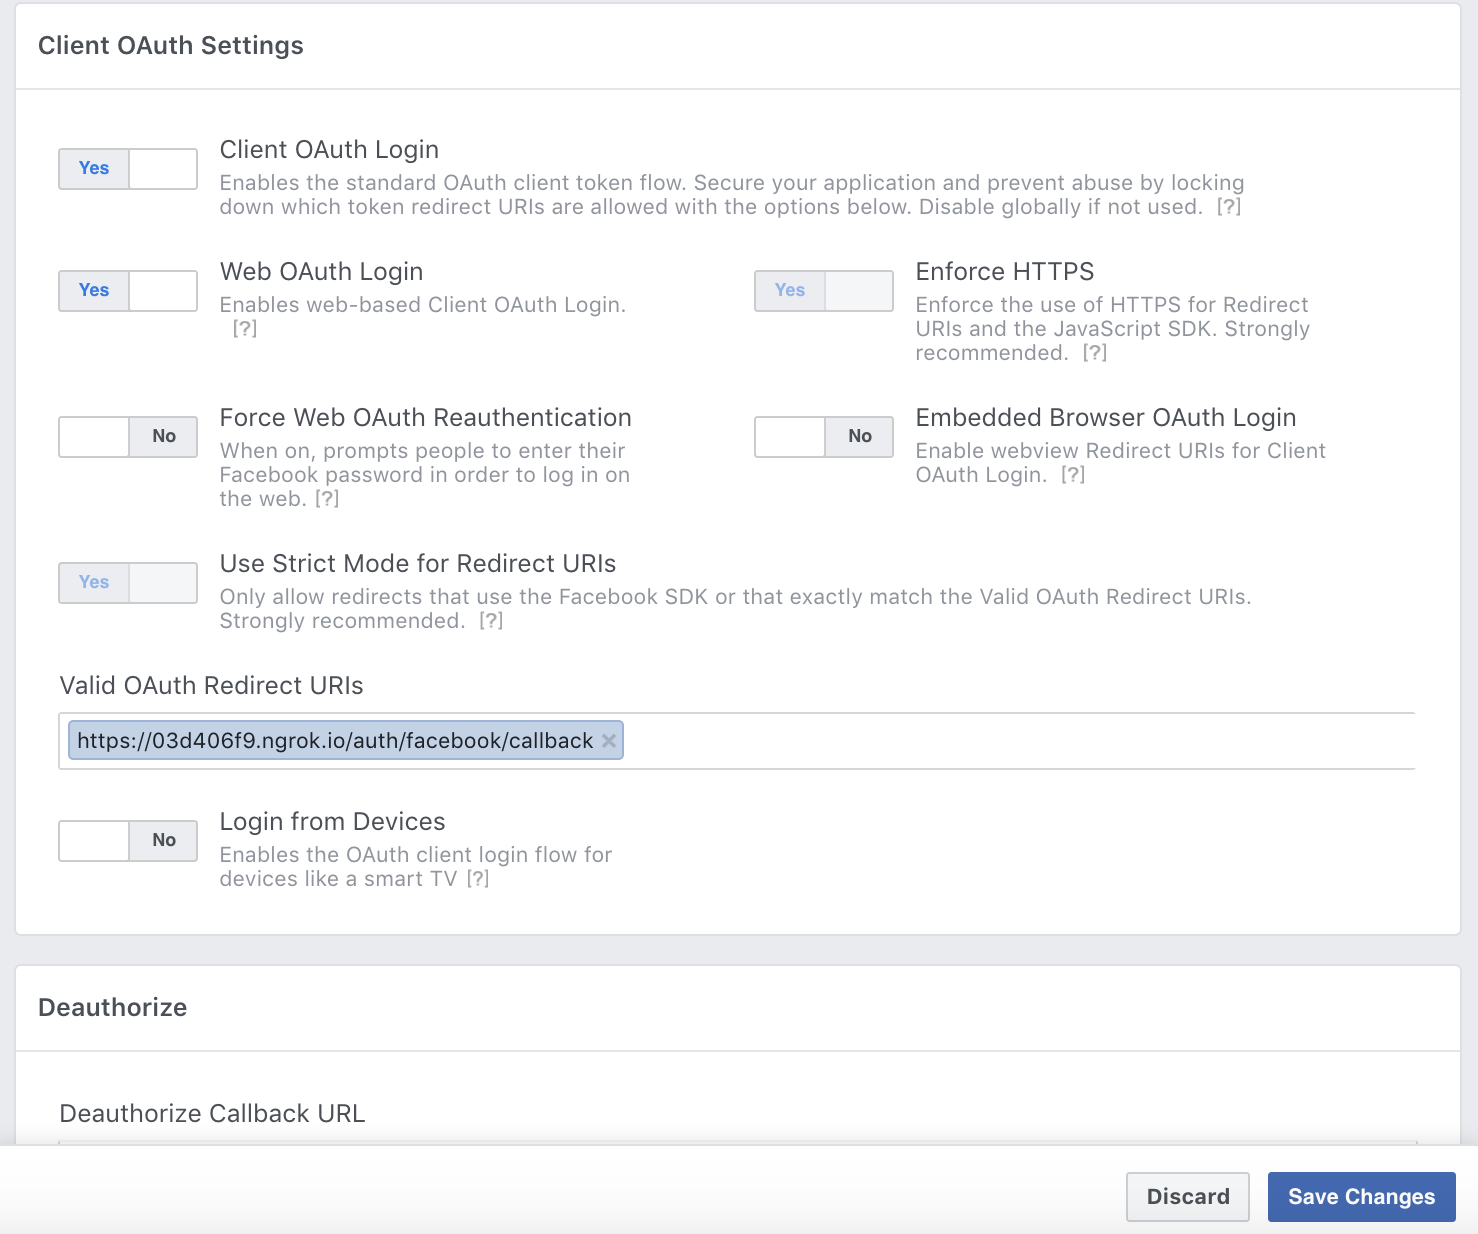 Client OAuth Settings
Yes
Client OAuth Login
Enables the standard OAuth client token flow. Secure your application and prevent abuse by locking
down which token redirect URIs are allowed with the options below. Disable globally if not used. [?]
Yes
Web OAuth Login
Enables web-based Client OAuth Login.
[?]
Yes
Enforce HTTPS
Enforce the use of HTTPS for Redirect
URIs and the JavaScript SDK. Strongly
recommended. [?]
No
Force Web OAuth Reauthentication
When on, prompts people to enter their
Facebook password in order to log in on
the web. [?]
No
Embedded Browser OAuth Login
Enable webview Redirect URIs for Client
OAuth Login. [?]
Yes
Use Strict Mode for Redirect URIs
Only allow redirects that use the Facebook SDK or that exactly match the Valid OAuth Redirect URIs.
Strongly recommended. [?]
Valid OAuth Redirect URIs
https://03d406f9.ngrok.io/auth/facebook/callback ×
No
Login from Devices
Enables the OAuth client login flow for
devices like a smart TV [?]
Deauthorize
Deauthorize Callback URL
Discard
Save Changes